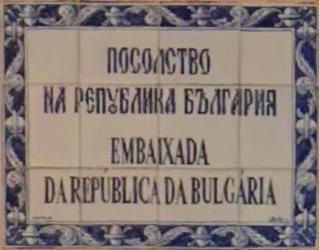 ПОСОЛСТВО
НА РЕПУБЛИКА БЪЛГАРИЯ
EMBAIXADA
DA REPÚBLICA DA BULGÁRIA